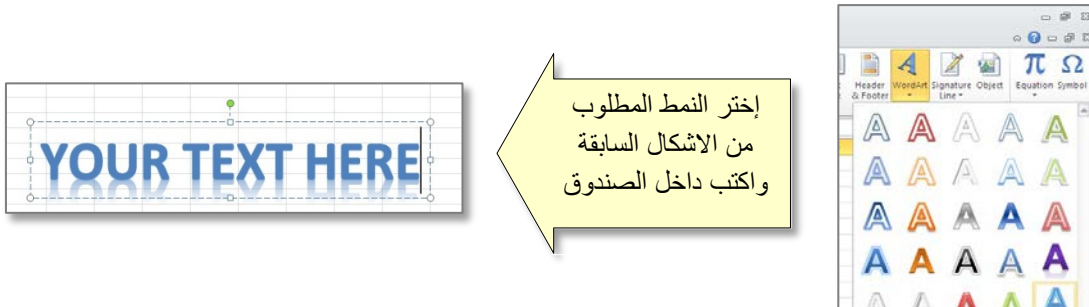 Header & Footer
WordArt
Signature Line
Object
Equation
Symbol
إختر النمط المطلوب
من الاشكال السابقة
واكتب داخل الصندوق
YOUR TEXT HERE